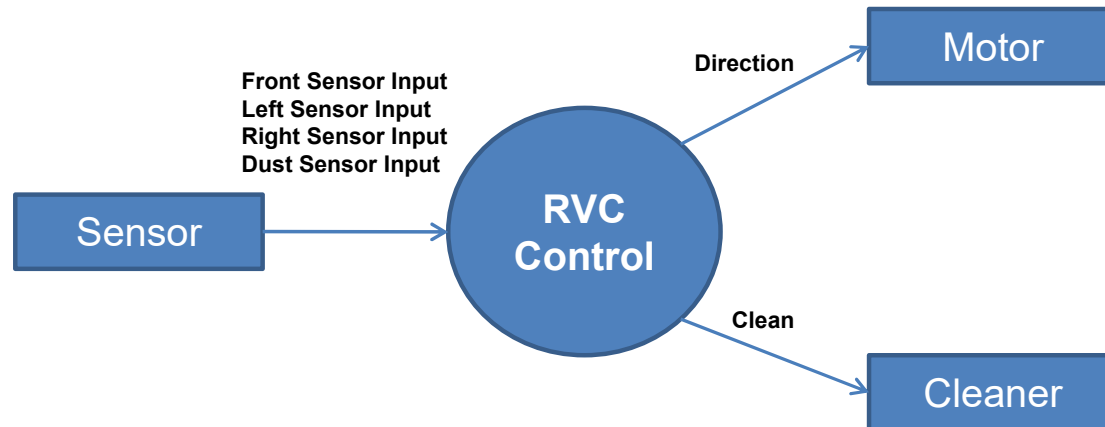 Motor
Direction
Front Sensor Input
Left Sensor Input
Right Sensor Input
Dust Sensor Input
Sensor
RVC
Control
Clean
Cleaner